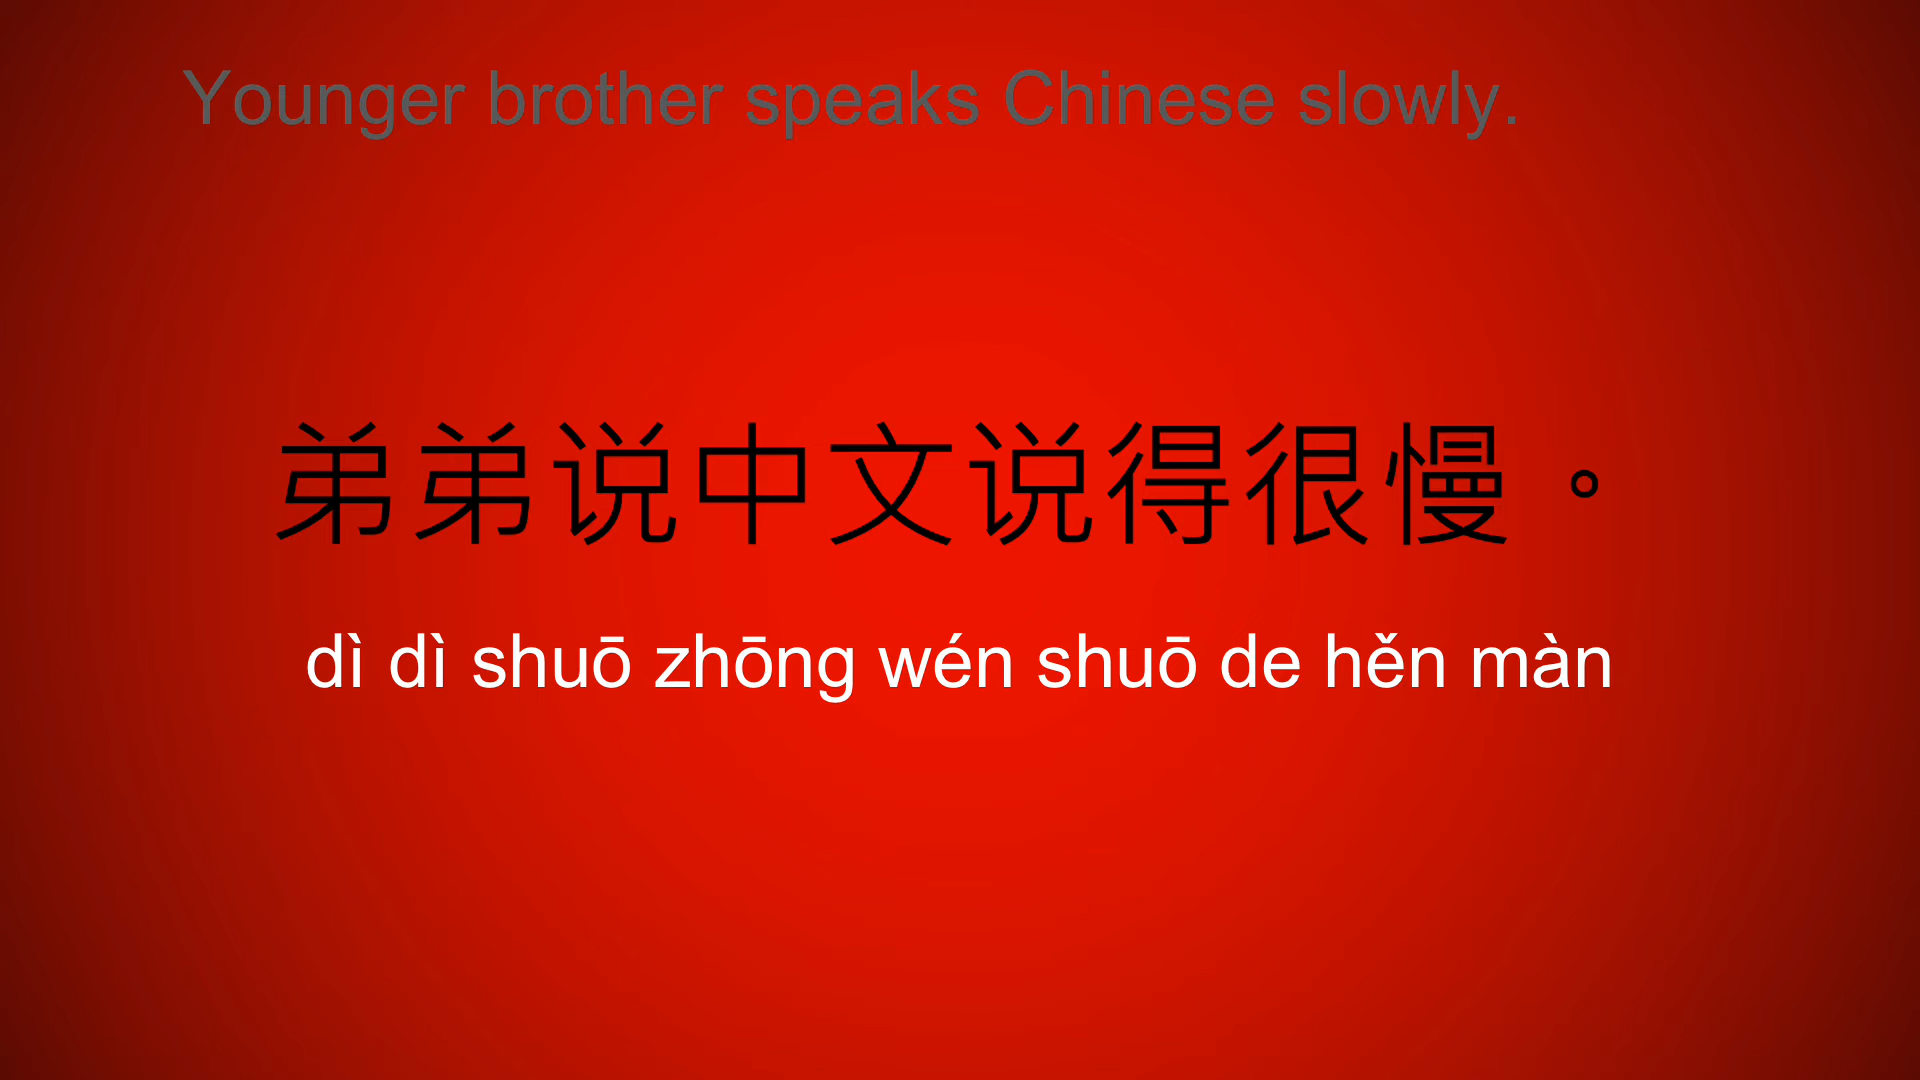 Younger brother speaks Chinese slowly.
弟弟说中文说得很慢。
dì dì shuō zhōng wén shuō de hěn màn